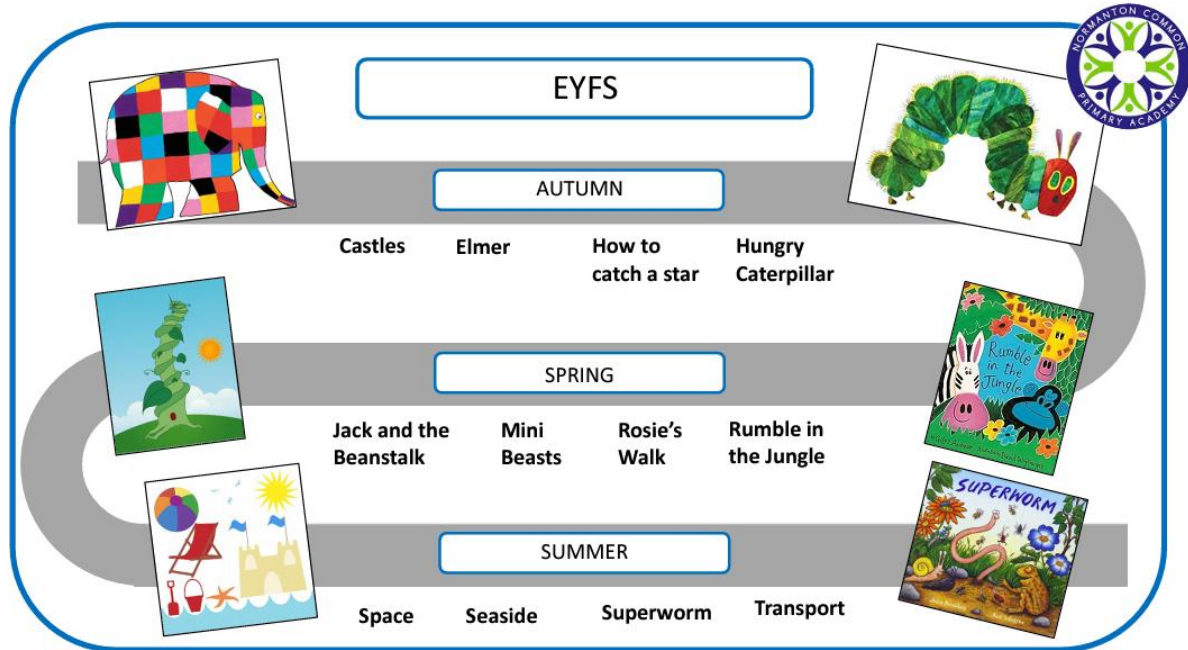 NORMANTON COMMON
PRIMARY ACADEMY
EYFS
AUTUMN
Castles
Elmer
How to
catch a star
Hungry
Caterpillar
Rumble
in the
Jungle
SPRING
Jack and the
Beanstalk
Mini
Beasts
Rosie's
Walk
Rumble in
the Jungle
SUPERWORM
SUMMER
Space
Seaside
Superworm
Transport